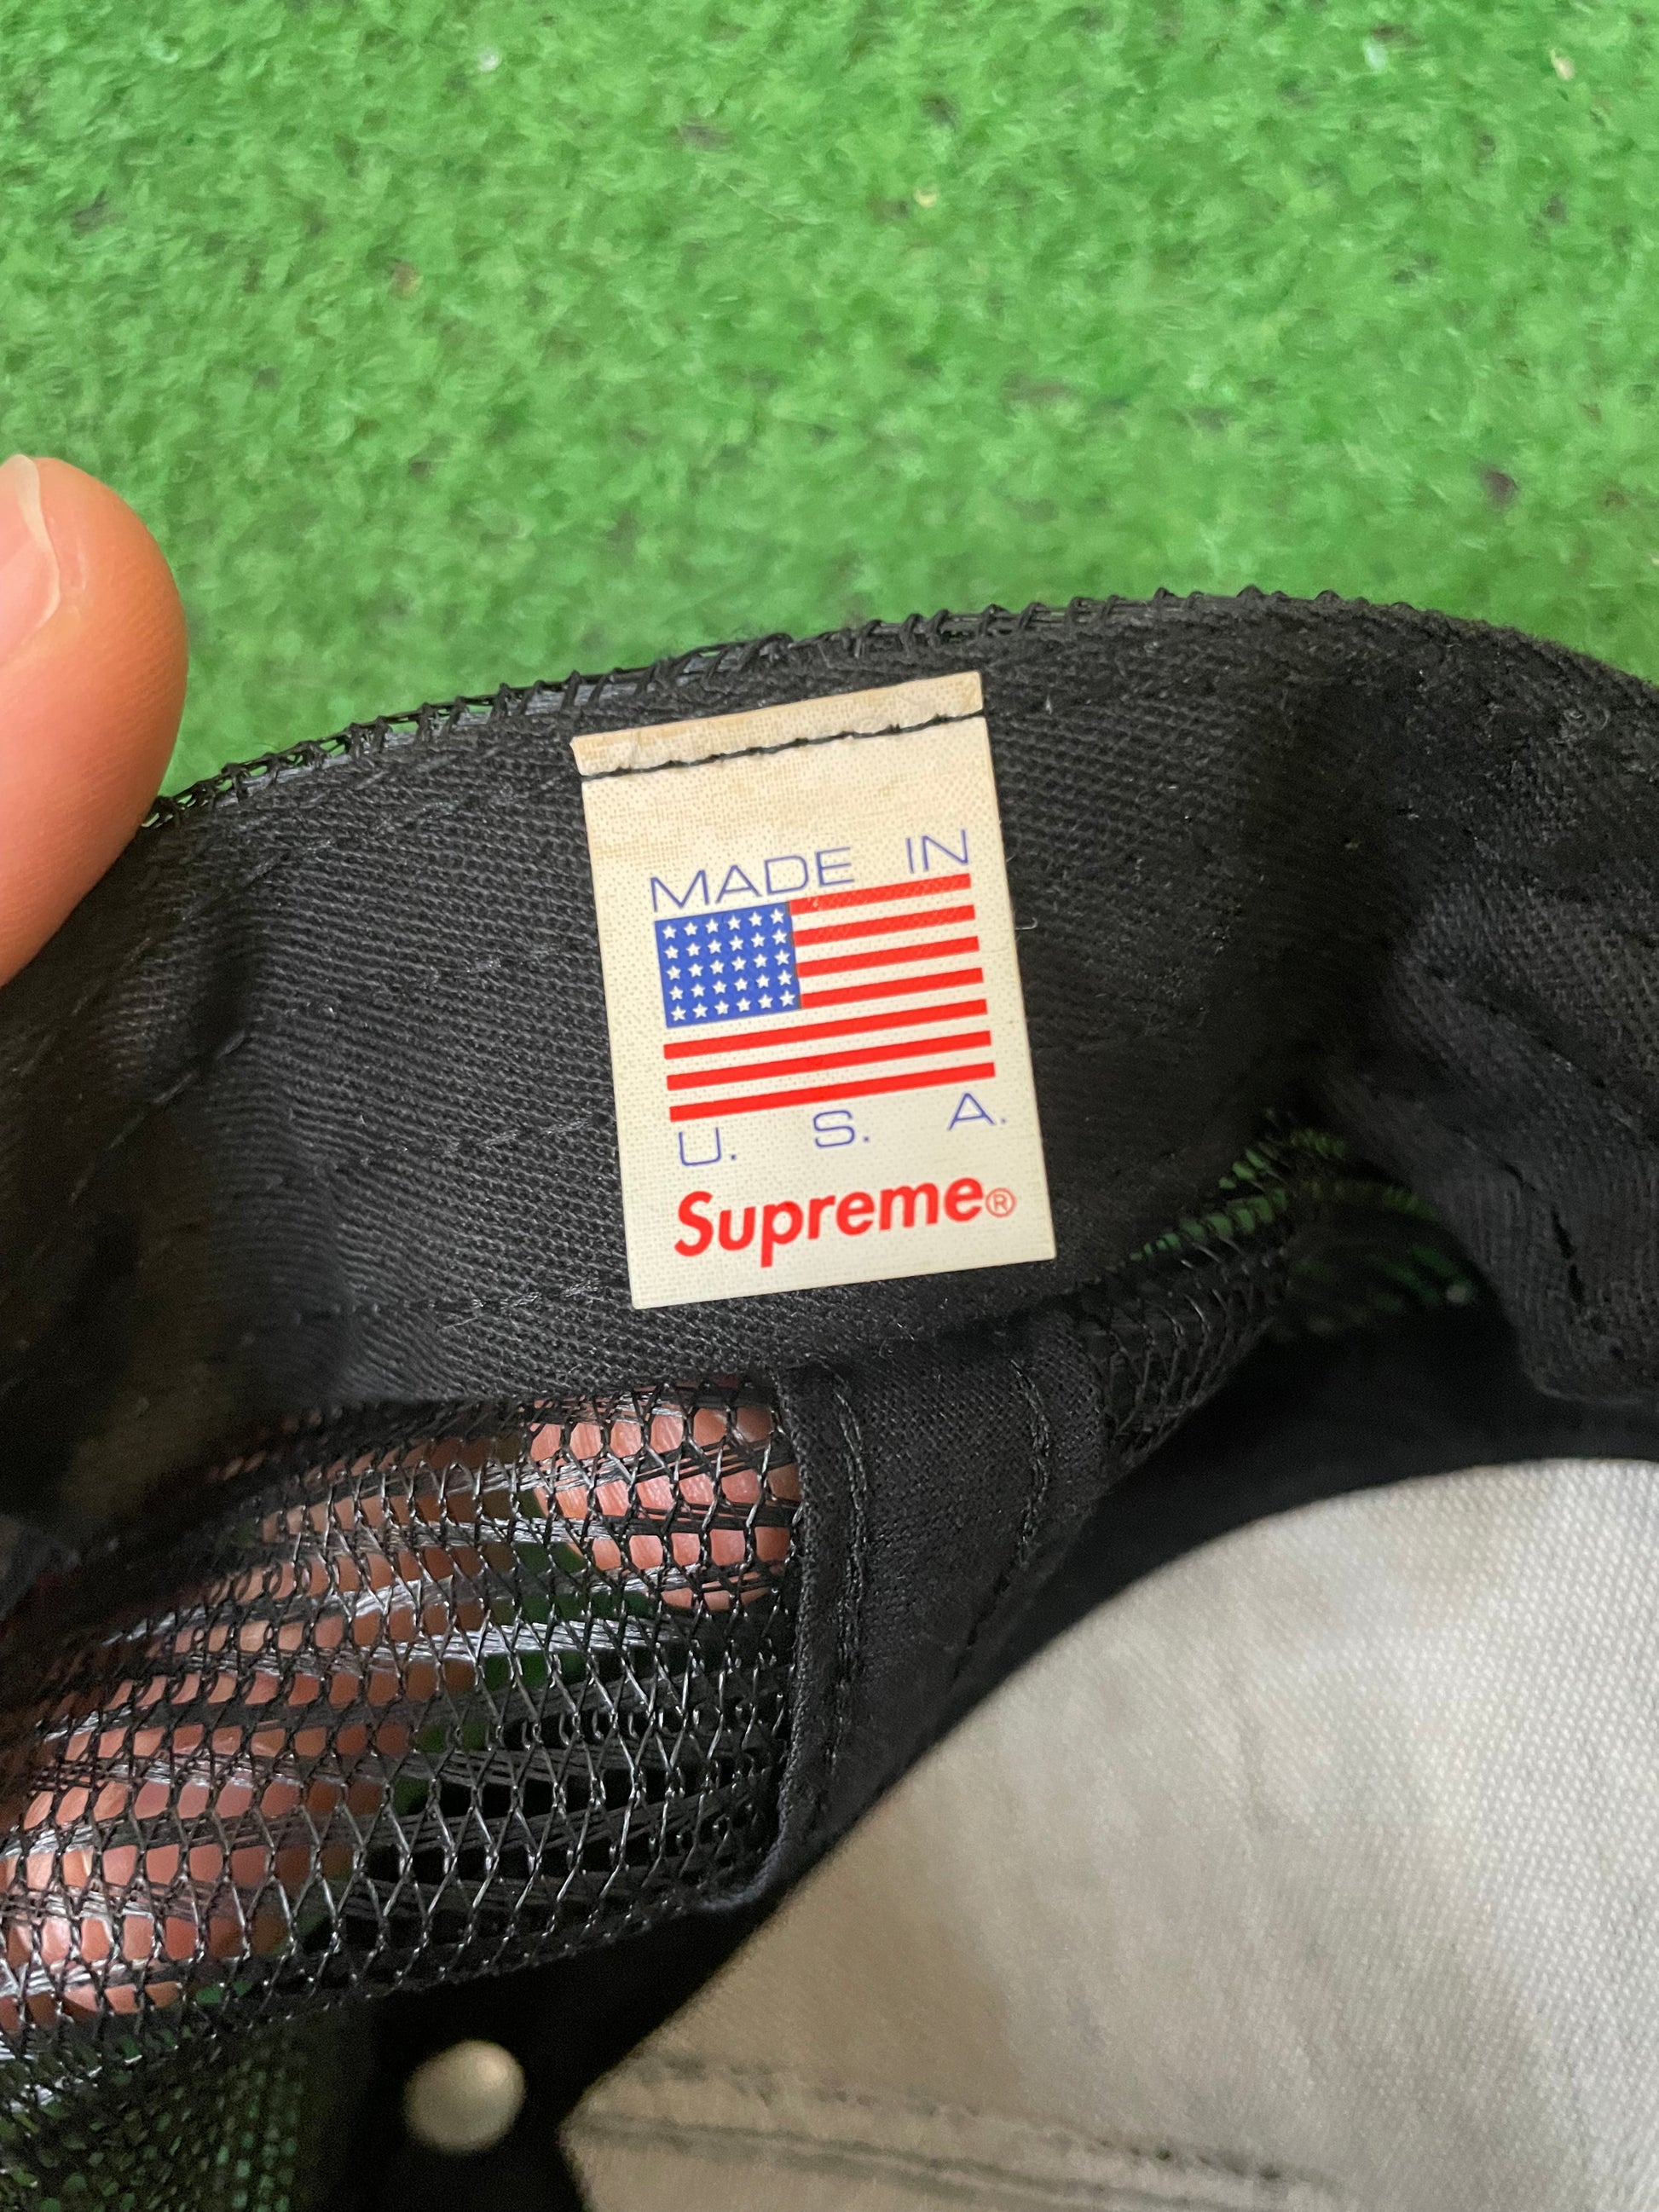 MADE IN
U. S. A.
Supreme®